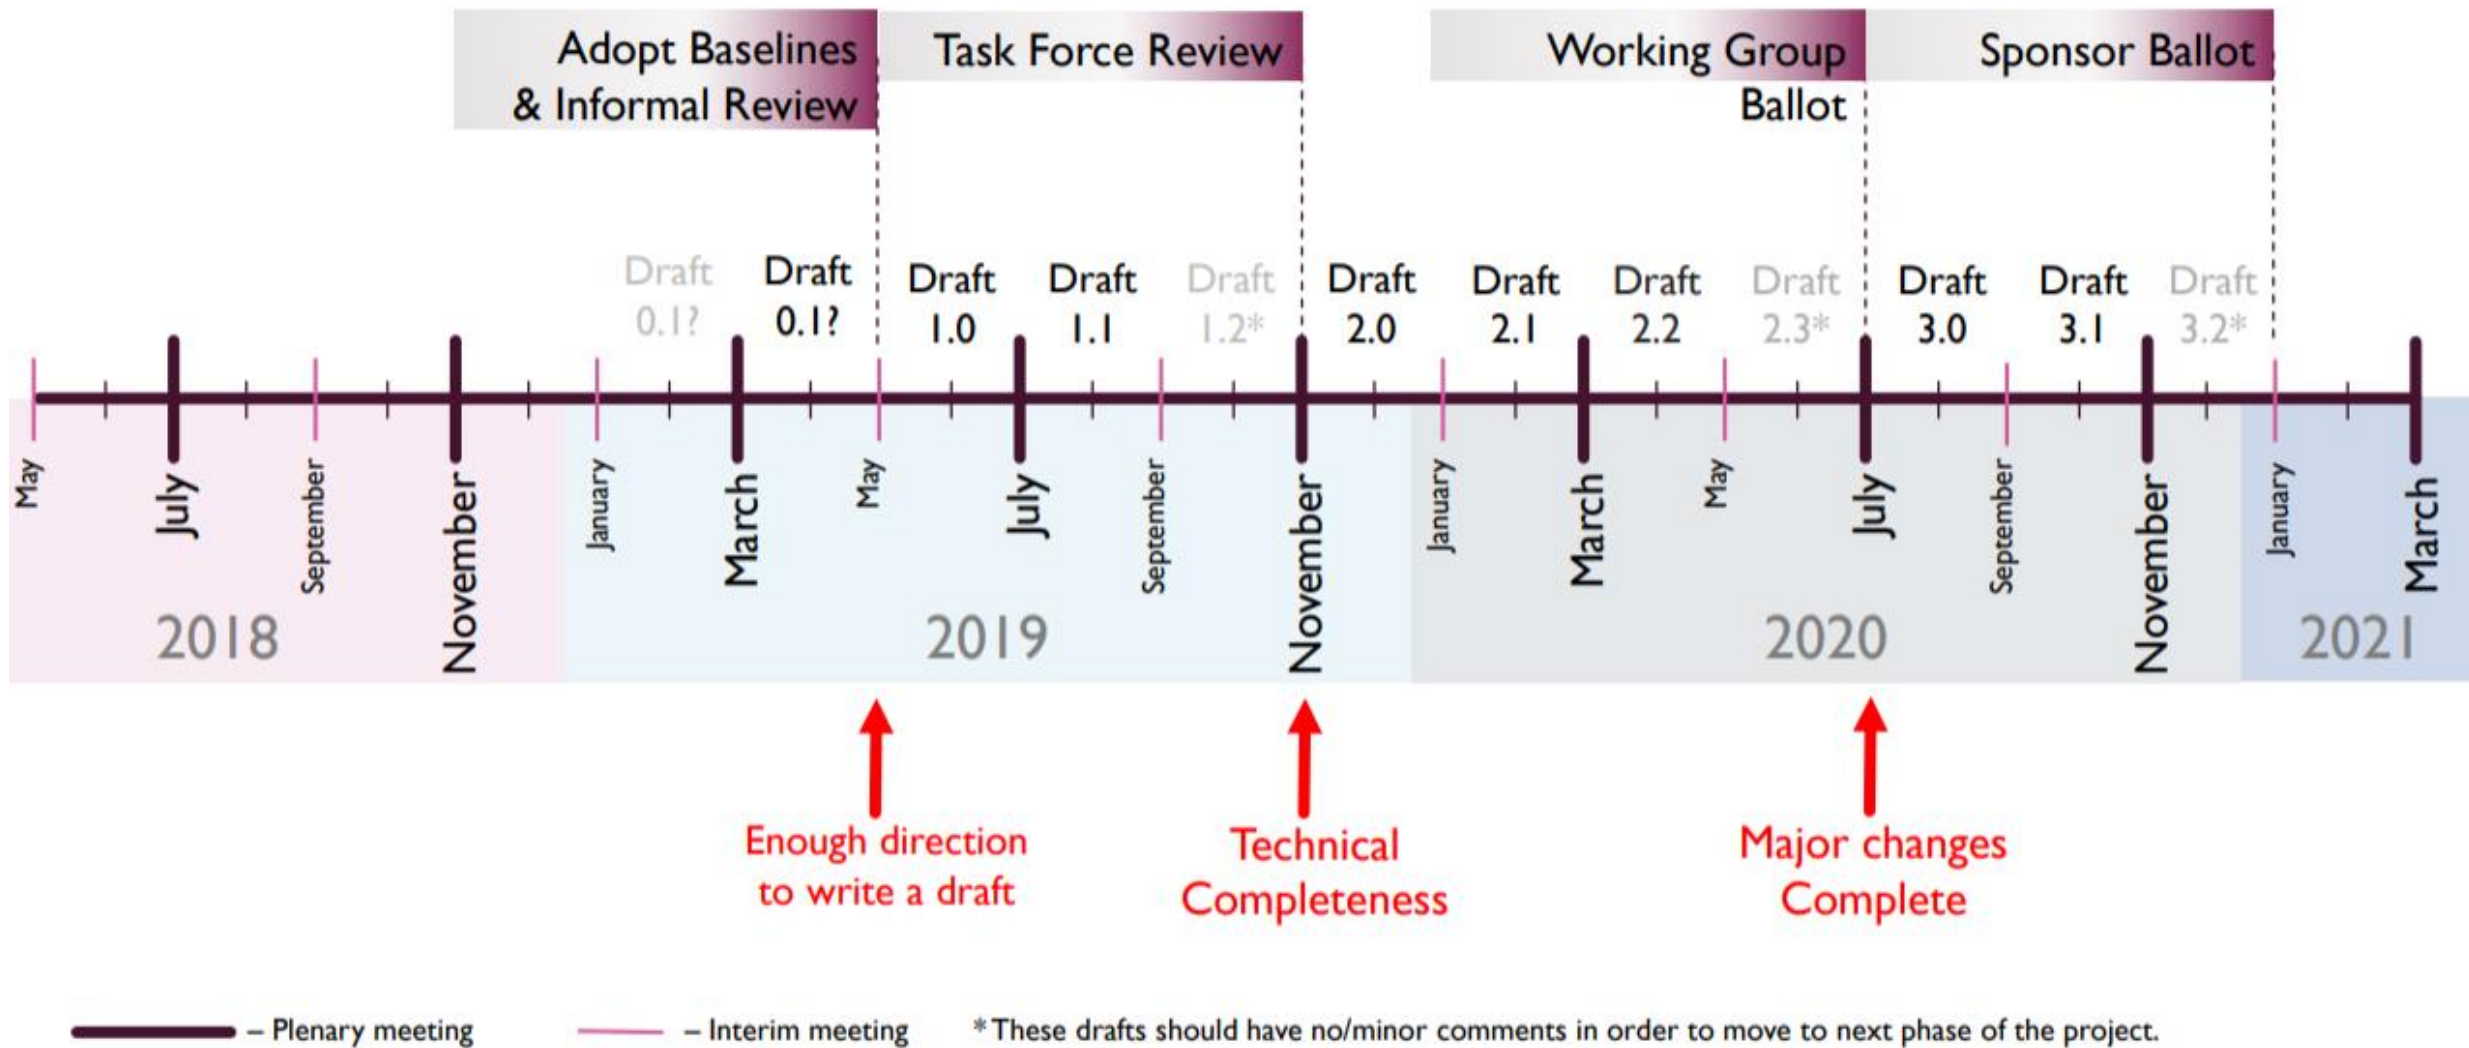 Adopt Baselines
& Informal Review
Task Force Review
Working Group
Ballot
Sponsor Ballot
Draft
0.1?
Draft
0.1?
Draft
1.0
Draft
1.1
Draft
1.2*
Draft
2.0
Draft
2.1
Draft
2.2
Draft
2.3*
Draft
3.0
Draft
3.1
Draft
3.2*
May
July
September
November
January
March
May
July
September
November
January
March
May
July
September
November
January
March
2018
2019
2020
2021
Enough direction
to write a draft
Technical
Completeness
Major changes
Complete
– Plenary meeting
– Interim meeting
*These drafts should have no/minor comments in order to move to next phase of the project.